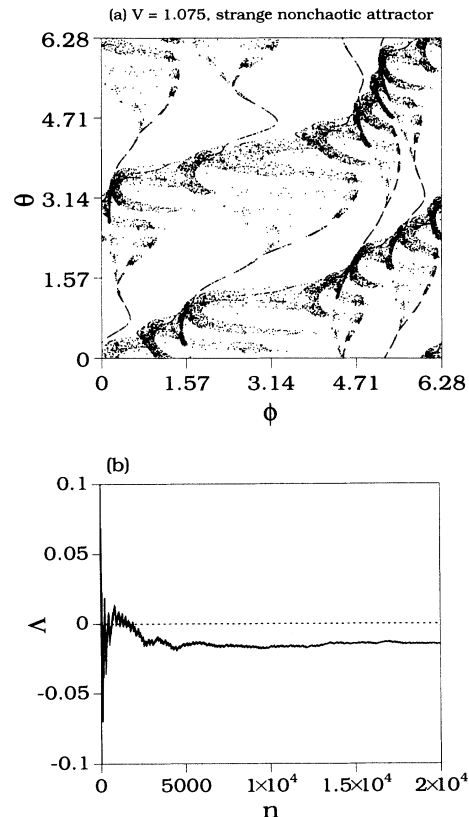 (a) V = 1.075, strange nonchaotic attractor
6.28
4.71
θ
3.14
1.57
0
0 1.57 3.14 4.71 6.28
ϕ
(b)
0.1
0.05
Λ
0
-0.05
-0.1
0 5000 1×10⁴ 1.5×10⁴ 2×10⁴
n